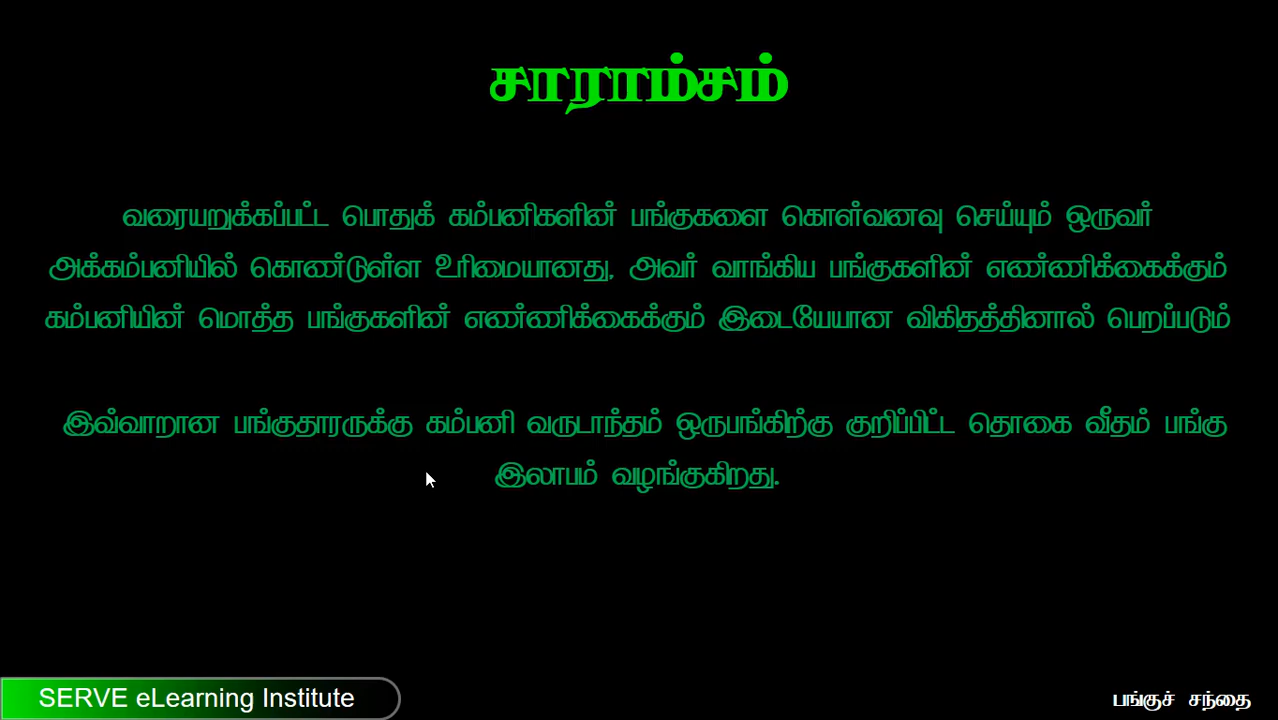 சாராம்சம்
வரையறுக்கப்பட்ட பொதுக் கம்பனிகளின் பங்குகளை கொள்வனவு செய்யும் ஒருவர்
அக்கம்பனியில் கொண்டுள்ள உரிமையானது, அவர் வாங்கிய பங்குகளின் எண்ணிக்கைக்கும்
கம்பனியின் மொத்த பங்குகளின் எண்ணிக்கைக்கும் இடையேயான விகிதத்தினால் பெறப்படும்
இவ்வாறான பங்குதாரருக்கு கம்பனி வருடாந்தம் ஒருபங்கிற்கு குறிப்பிட்ட தொகை வீதம் பங்கு
இலாபம் வழங்குகிறது.
SERVE eLearning Institute
பங்குச் சந்தை